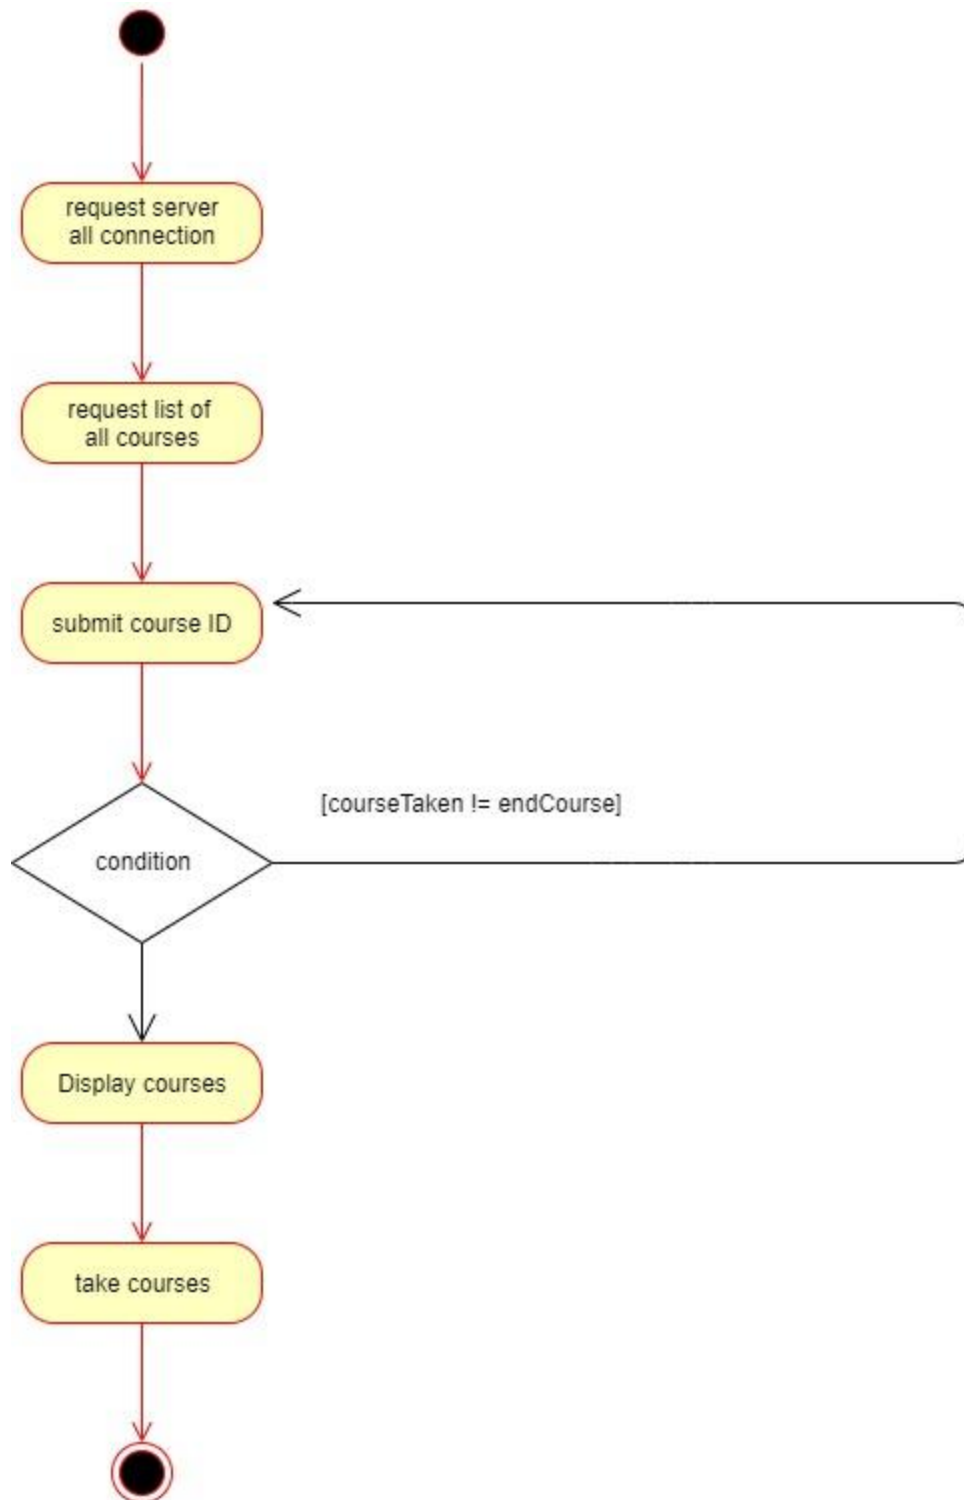 request server
all connection
request list of
all courses
submit course ID
[courseTaken != endCourse]
condition
Display courses
take courses